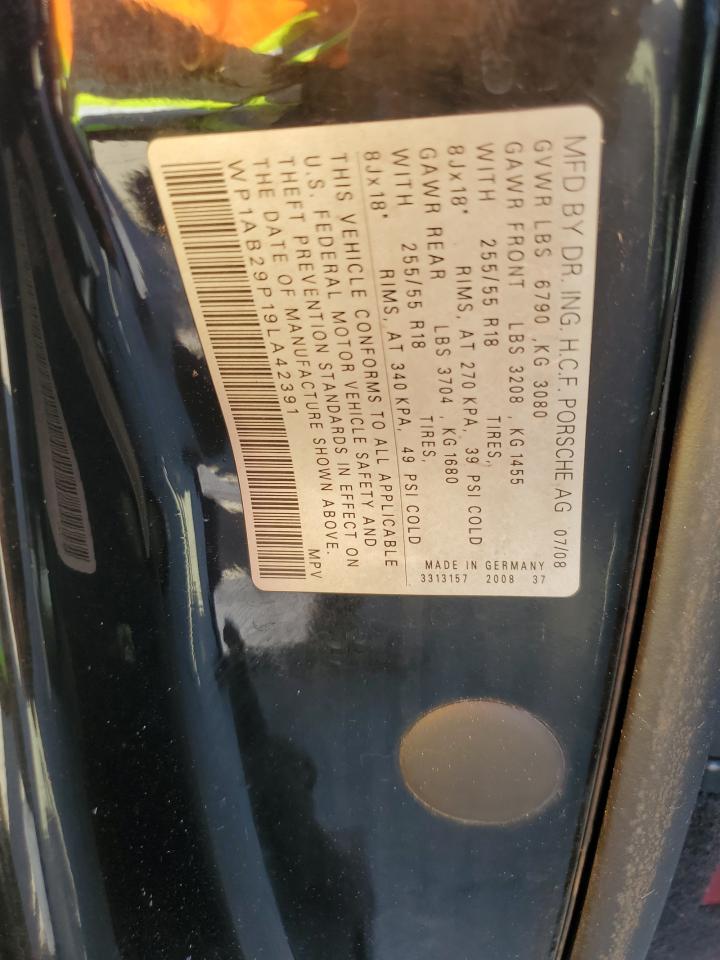 MFD BY DR. ING. H.C.F. PORSCHE AG 07/08
GVWR LBS 6790 ,KG 3080
GAWR FRONT LBS 3208 , KG 1455
WITH 255/55 R18 TIRES,
8Jx18" RIMS, AT 270 KPA, 39 PSI COLD
GAWR REAR LBS 3704 , KG 1680
WITH 255/55 R18 TIRES,
8Jx18" RIMS, AT 340 KPA, 49 PSI COLD
MADE IN GERMANY
3313157 2008 37
THIS VEHICLE CONFORMS TO ALL APPLICABLE
U.S. FEDERAL MOTOR VEHICLE SAFETY AND
THEFT PREVENTION STANDARDS IN EFFECT ON
THE DATE OF MANUFACTURE SHOWN ABOVE.
WP1AB29P19LA42391 MPV